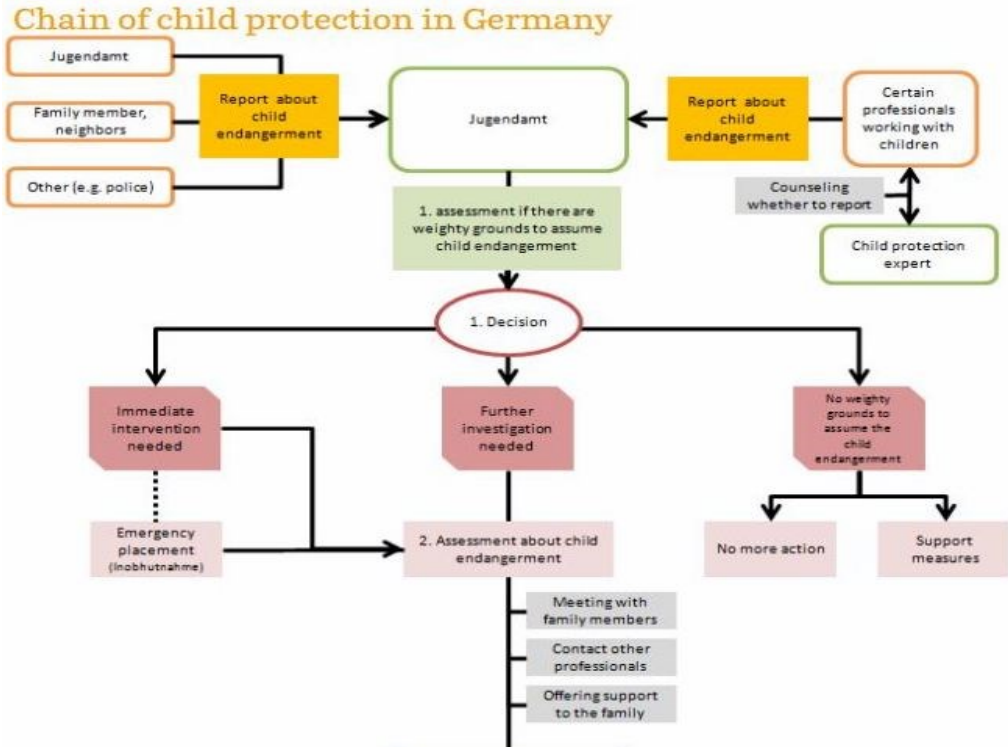 Chain of child protection in Germany
Jugendamt
Family member,
neighbors
Other (e.g. police)
Report about
child
endangerment
Jugendamt
Report about
child
endangerment
Certain
professionals
working with
children
Counseling
whether to report
Child protection
expert
1. assessment if there are
weighty grounds to assume
child endangerment
1. Decision
Immediate
intervention
needed
Further
investigation
needed
No weighty
grounds to
assume the
child
endangerment
Emergency
placement
(Inobhutnahme)
2. Assessment about child
endangerment
No more action
Support
measures
Meeting with
family members
Contact other
professionals
Offering support
to the family